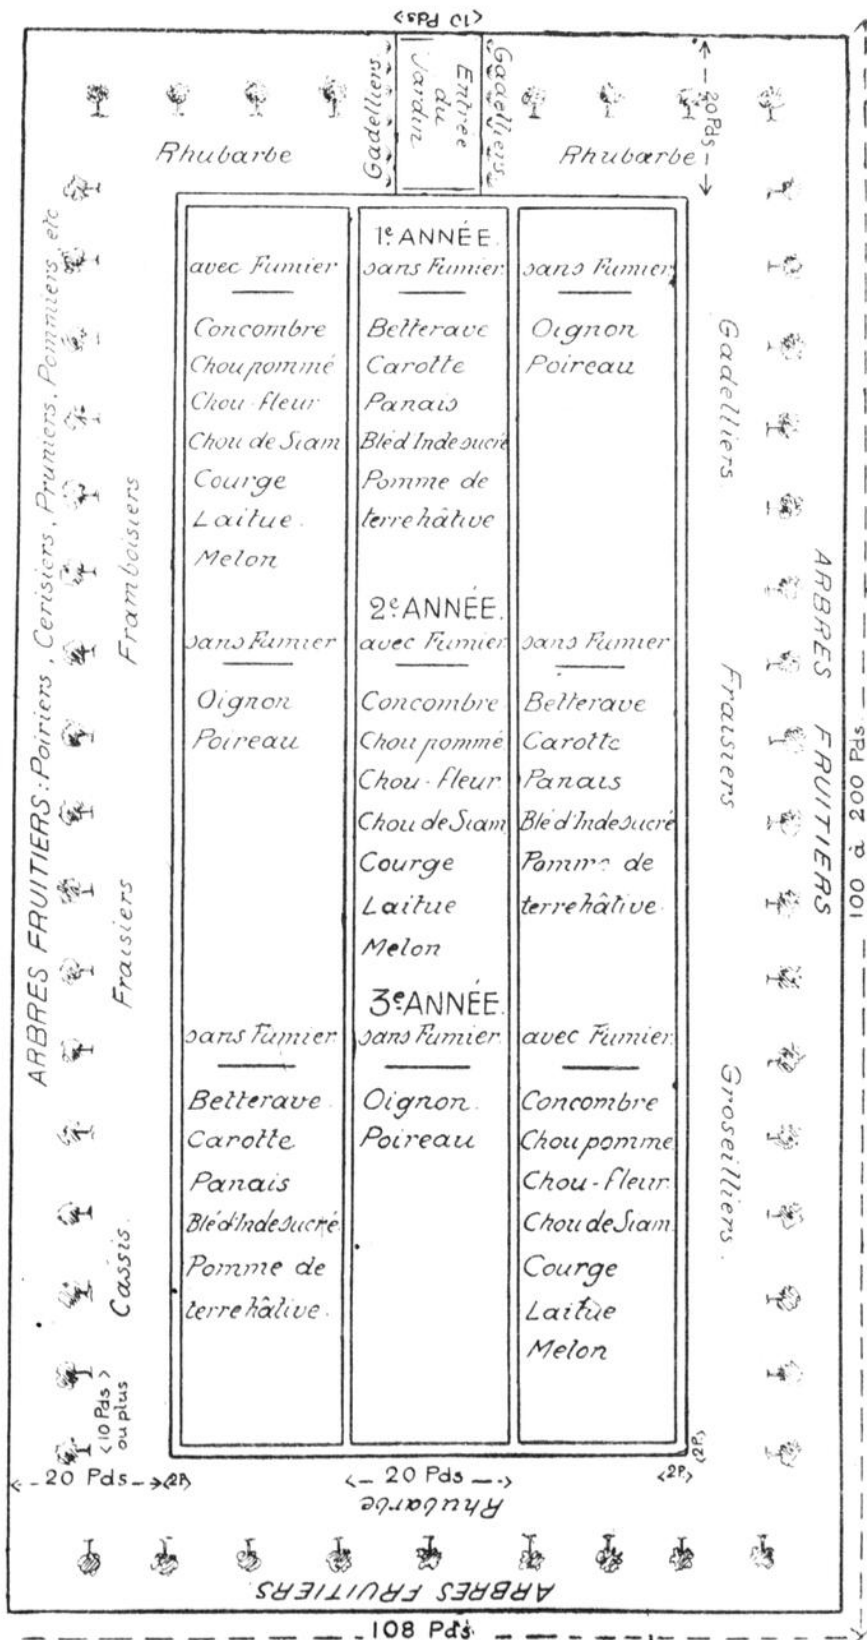 <10 Pds>
Gadelliers.
Entrée
du
Jardin
Gadelliers.
<- 20 Pds ->
Rhubarbe
Rhubarbe
ARBRES FRUITIERS: Poiriers, Cerisiers, Pruniers, Pommiers, etc
Framboisiers
Fraisiers
Cassis.
<10 Pds>
ou plus
1e ANNÉE.
avec Fumier
Concombre
Chou pommé
Chou-fleur
Chou de Siam
Courge
Laitue.
Melon
sans Fumier
Betterave
Carotte
Panais
Blé d'Inde sucré
Pomme de
terre hâtive
sans Fumier
Oignon
Poireau
2e ANNÉE.
sans Fumier
Oignon
Poireau
avec Fumier
Concombre
Chou pommé
Chou-fleur
Chou de Siam
Courge
Laitue
Melon
sans Fumier
Betterave
Carotte
Panais
Blé d'Inde sucré
Pomme de
terre hâtive.
3e ANNÉE.
sans Fumier
Betterave.
Carotte
Panais
Blé d'Inde sucré.
Pomme de
terre hâtive.
sans Fumier.
Oignon.
Poireau
avec Fumier
Concombre
Chou pomme
Chou-fleur.
Chou de Siam.
Courge
Laitue
Melon
Gadelliers.
Fraisiers
Groseilliers.
ARBRES FRUITIERS
100 à 200 Pds
<- 20 Pds ->
<2P>
<- 20 Pds ->
<2P.>
<2P>
Rhubarbe
ARBRES FRUITIERS.
108 Pds.